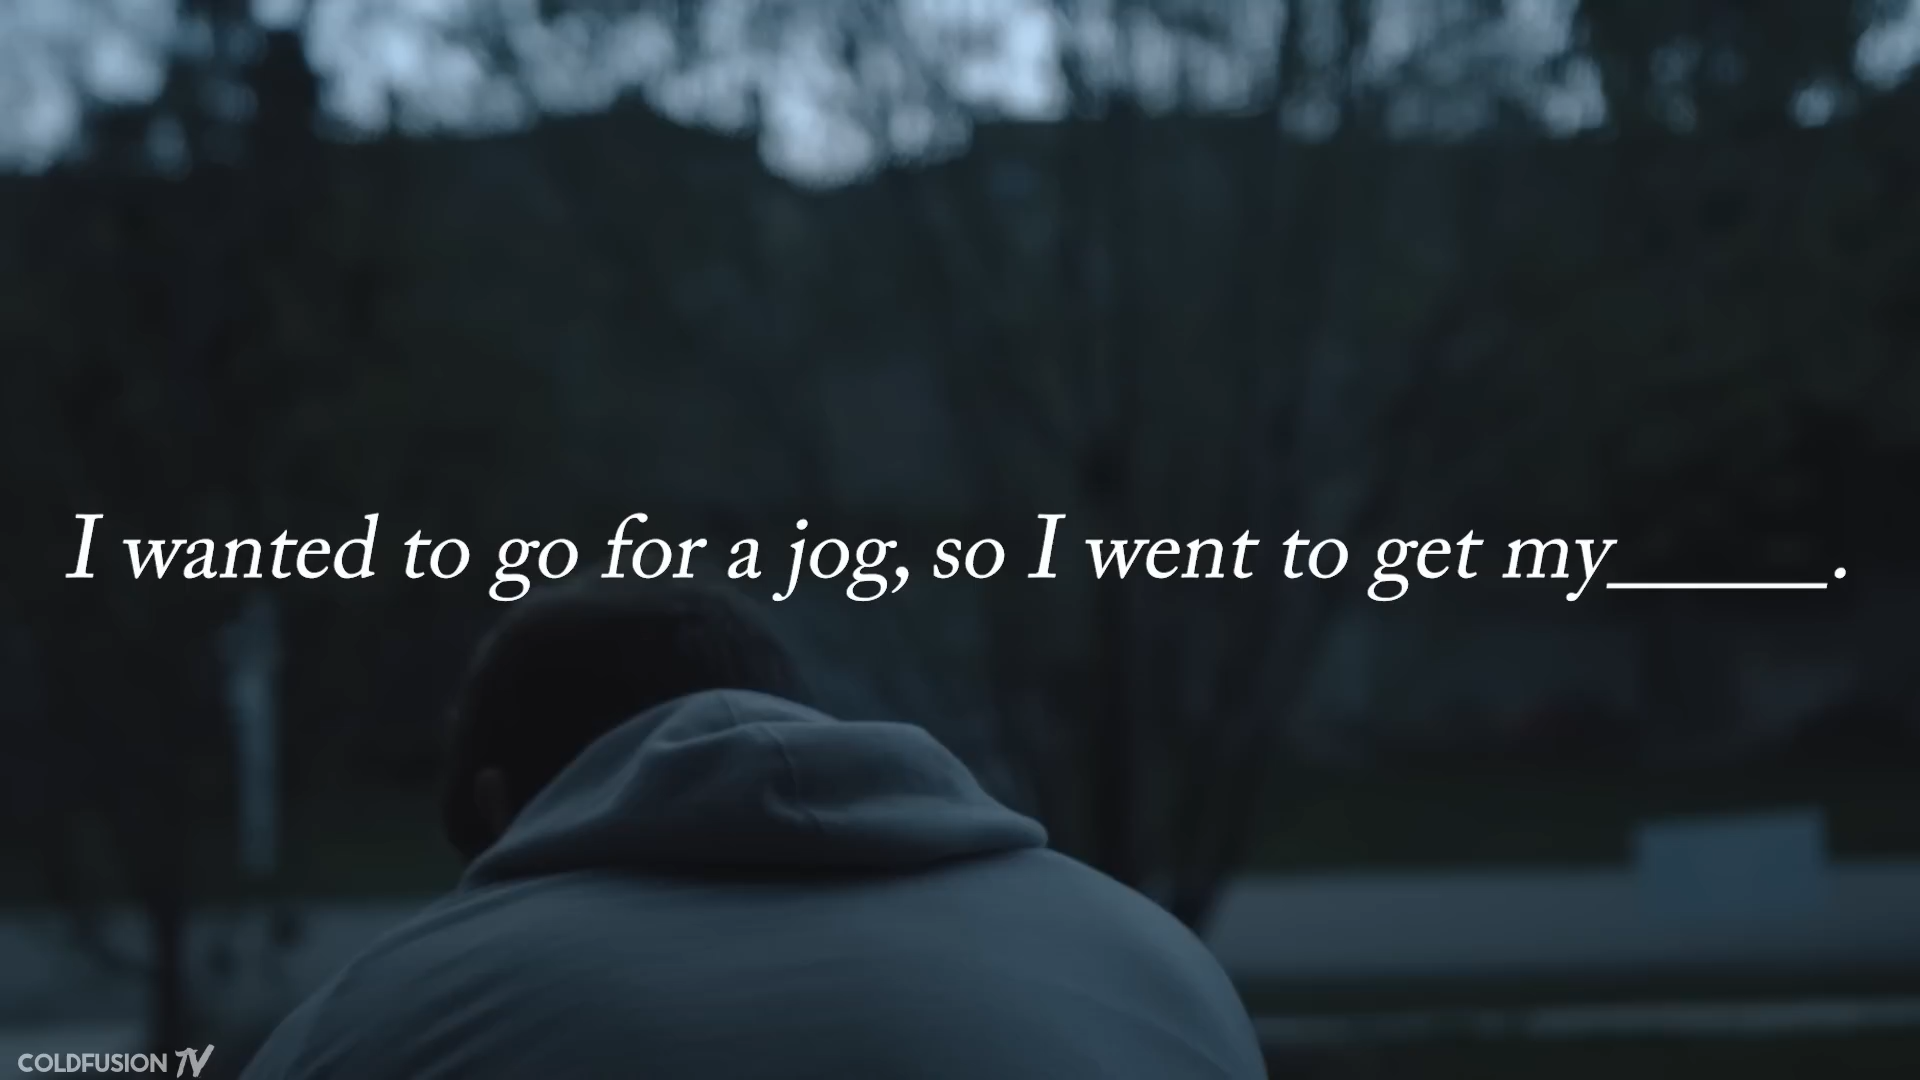 I wanted to go for a jog, so I went to get my_____.
COLDFUSION TV